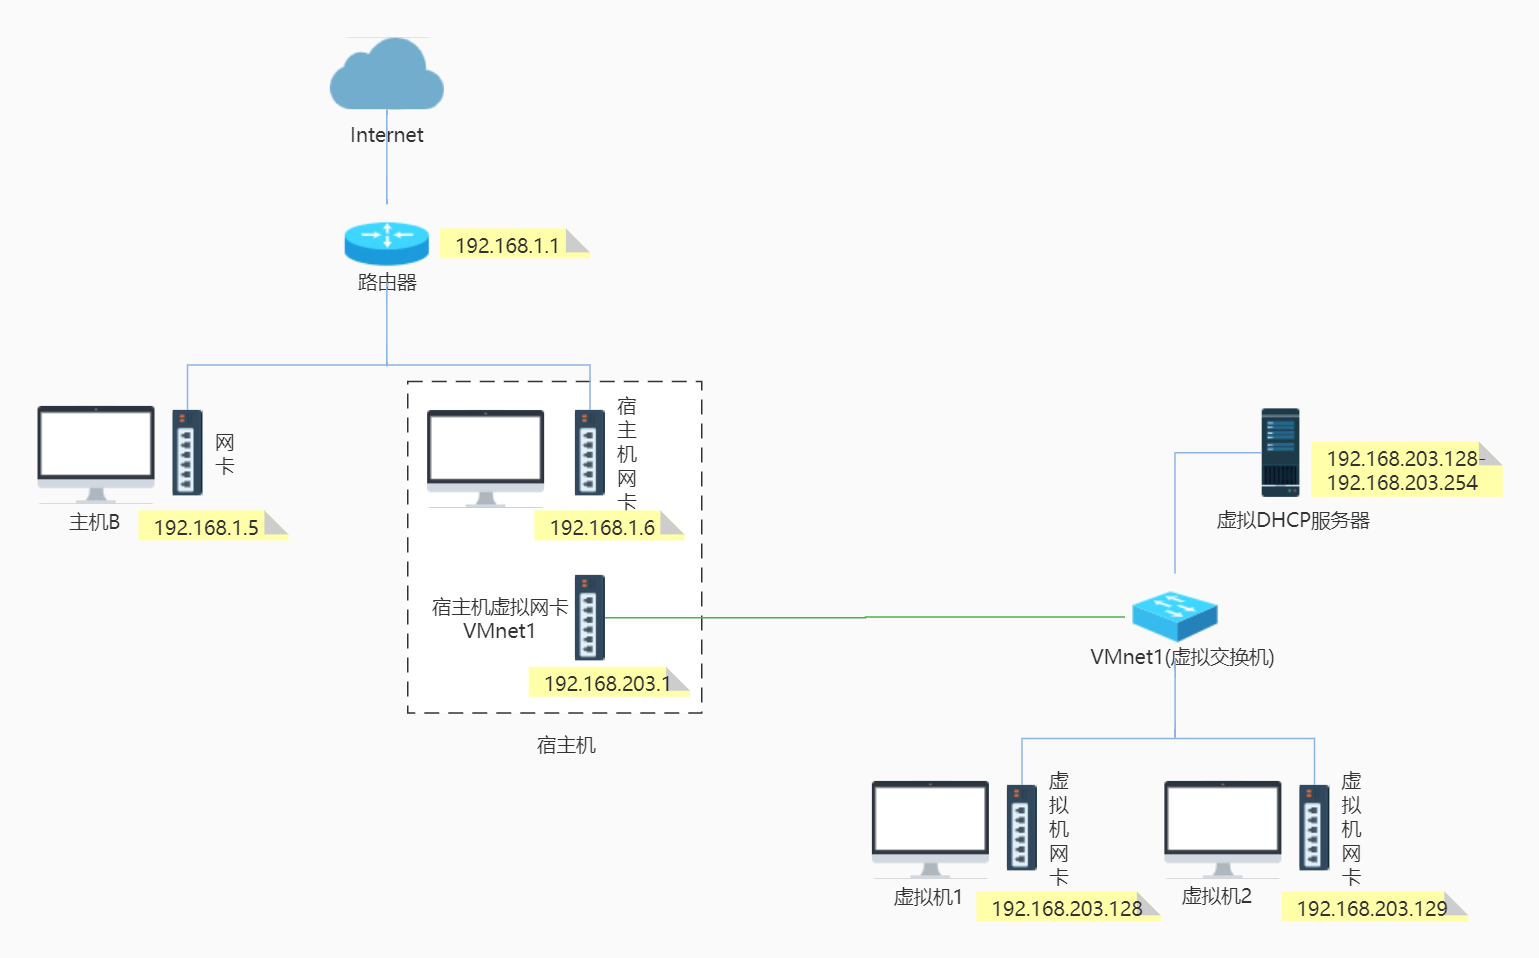 Internet
192.168.1.1
路由器
网
卡
主机B
192.168.1.5
宿
主
机
网
卡
192.168.1.6
宿主机虚拟网卡
VMnet1
192.168.203.1
宿主机
192.168.203.128-
192.168.203.254
虚拟DHCP服务器
VMnet1(虚拟交换机)
虚
拟
机
网
卡
虚拟机1
192.168.203.128
虚
拟
机
网
卡
虚拟机2
192.168.203.129